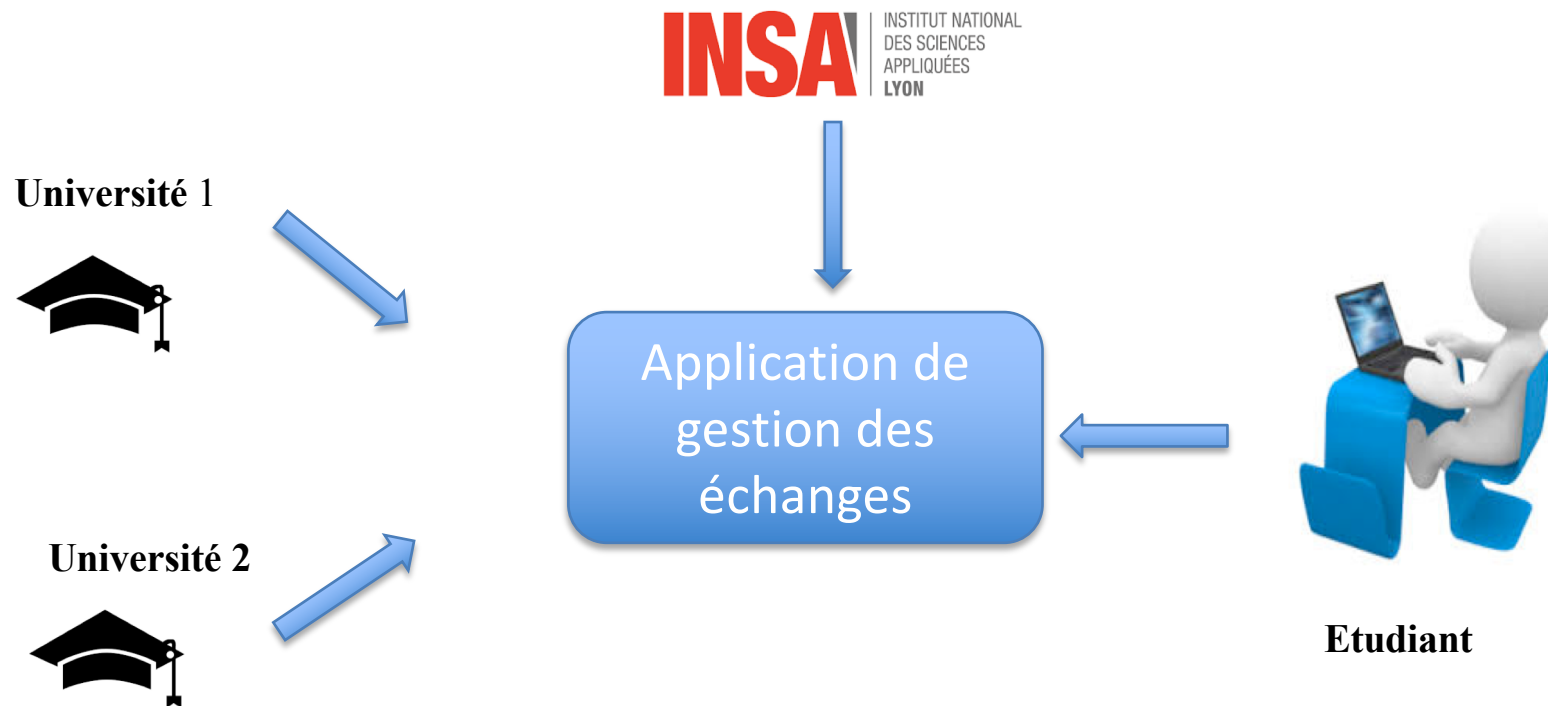 INSA
INSTITUT NATIONAL
DES SCIENCES
APPLIQUÉES
LYON
Université 1
Application de
gestion des
échanges
Université 2
Etudiant